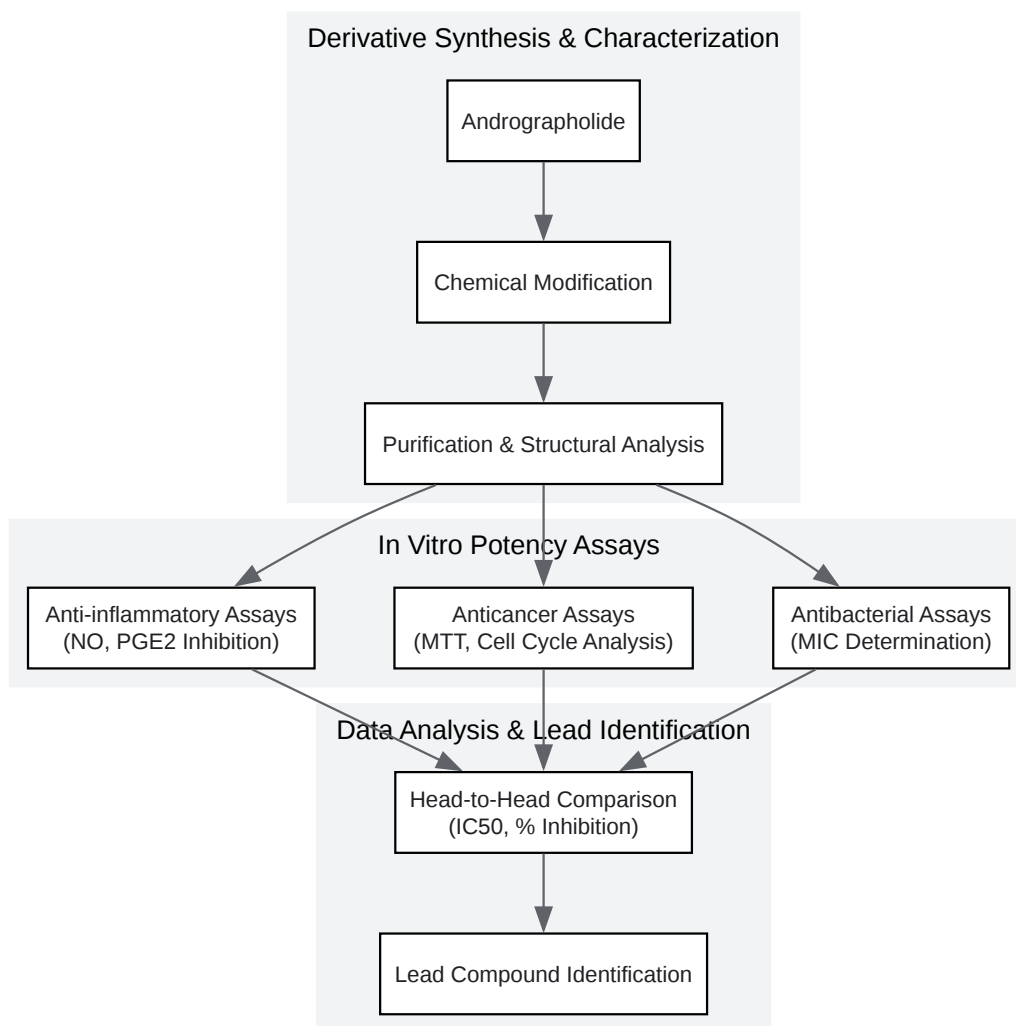 Derivative Synthesis & Characterization
Andrographolide
Chemical Modification
Purification & Structural Analysis
In Vitro Potency Assays
Anti-inflammatory Assays
(NO, PGE2 Inhibition)
Anticancer Assays
(MTT, Cell Cycle Analysis)
Antibacterial Assays
(MIC Determination)
Data Analysis & Lead Identification
Head-to-Head Comparison
(IC50, % Inhibition)
Lead Compound Identification